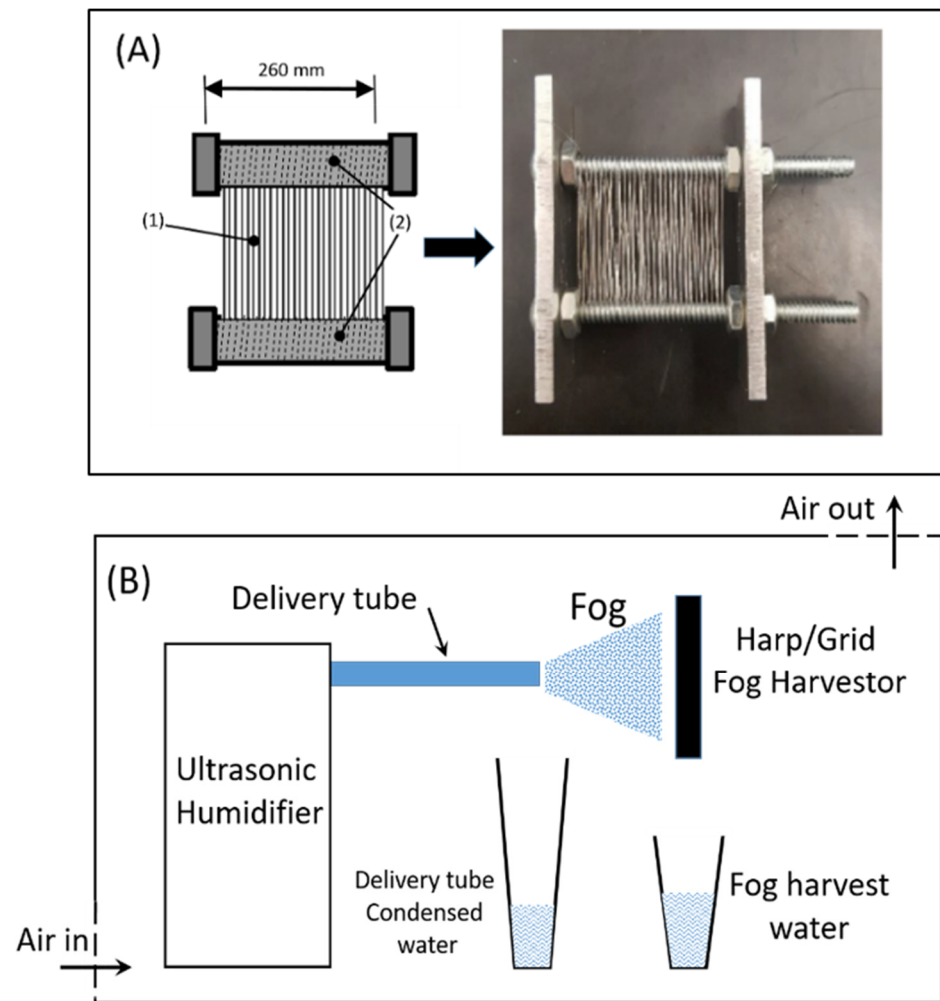 (A)
260 mm
(1)
(2)
Air out
(B)
Delivery tube
Fog
Harp/Grid
Fog Harvestor
Ultrasonic
Humidifier
Delivery tube
Condensed
water
Fog harvest
water
Air in